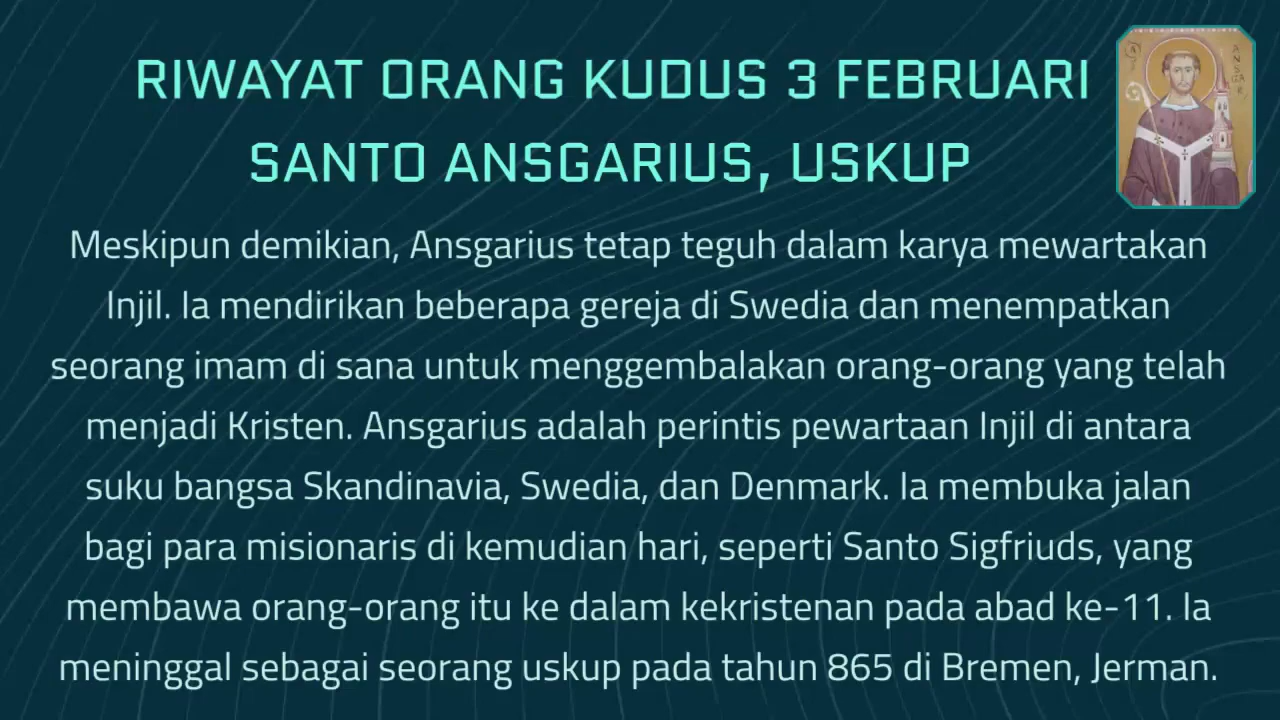 RIWAYAT ORANG KUDUS 3 FEBRUARI
SANTO ANSGARIUS, USKUP
Meskipun demikian, Ansgarius tetap teguh dalam karya mewartakan
Injil. Ia mendirikan beberapa gereja di Swedia dan menempatkan
seorang imam di sana untuk menggembalakan orang-orang yang telah
menjadi Kristen. Ansgarius adalah perintis pewartaan Injil di antara
suku bangsa Skandinavia, Swedia, dan Denmark. Ia membuka jalan
bagi para misionaris di kemudian hari, seperti Santo Sigfriuds, yang
membawa orang-orang itu ke dalam kekristenan pada abad ke-11. Ia
meninggal sebagai seorang uskup pada tahun 865 di Bremen, Jerman.